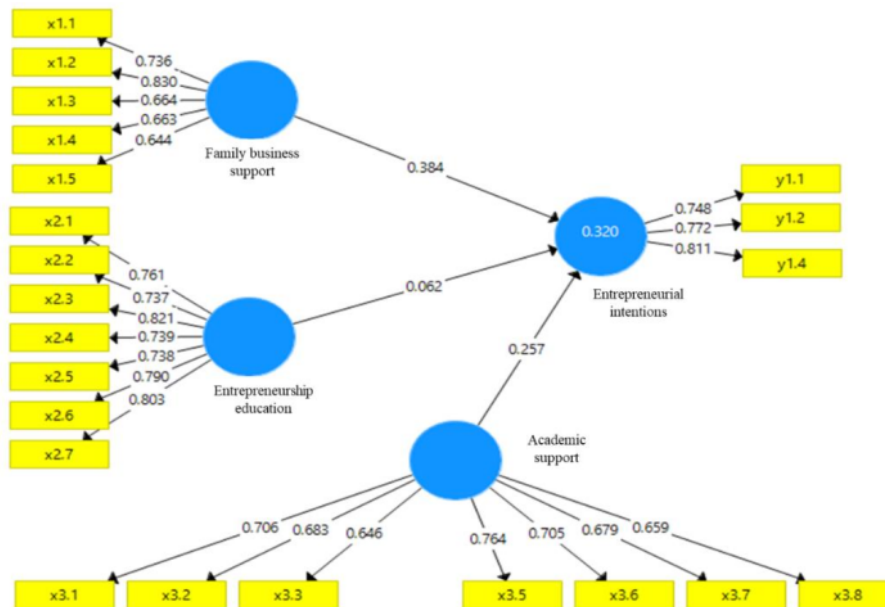 x1.1
x1.2
x1.3
x1.4
x1.5
0.736
0.830
0.664
0.663
0.644
Family business
support
0.384
x2.1
x2.2
x2.3
x2.4
x2.5
x2.6
x2.7
0.761
0.737
0.821
0.739
0.738
0.790
0.803
Entrepreneurship
education
0.062
0.320
Entrepreneurial
intentions
0.748
0.772
0.811
y1.1
y1.2
y1.4
0.257
Academic
support
0.706
0.683
0.646
0.764
0.705
0.679
0.659
x3.1
x3.2
x3.3
x3.5
x3.6
x3.7
x3.8